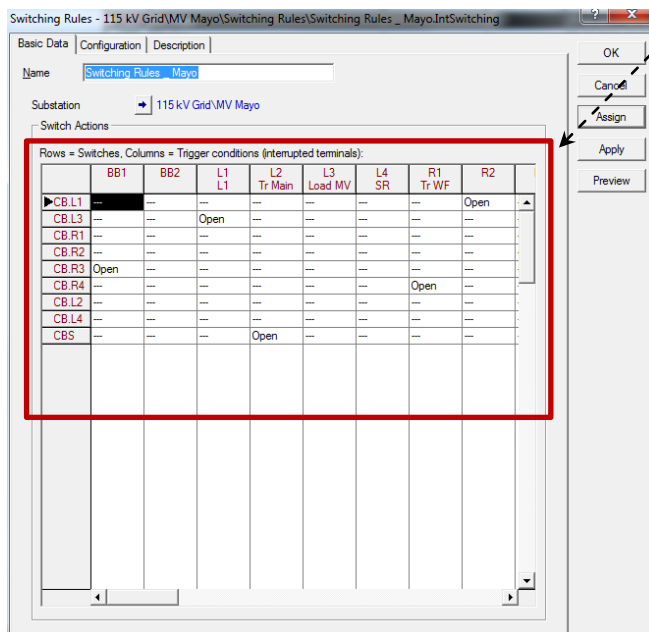 Switching Rules - 115 kV Grid\MV Mayo\Switching Rules\Switching Rules _ Mayo.IntSwitching
Basic Data Configuration Description
OK
Name Switching Rules _ Mayo
Cancel
Substation 115 kV Grid\MV Mayo
Assign
Switch Actions
Apply
Rows = Switches, Columns = Trigger conditions (interrupted terminals):
Preview
BB1 BB2 L1 L2 L3 L4 R1 R2
L1 Tr Main Load MV SR Tr WF
CB.L1 --- --- --- --- --- --- --- Open
CB.L3 --- --- Open --- --- --- --- ---
CB.R1 --- --- --- --- --- --- --- ---
CB.R2 --- --- --- --- --- --- --- ---
CB.R3 Open --- --- --- --- --- --- ---
CB.R4 --- --- --- --- --- --- Open ---
CB.L2 --- --- --- --- --- --- --- ---
CB.L4 --- --- --- --- --- --- --- ---
CBS --- --- --- Open --- --- --- ---